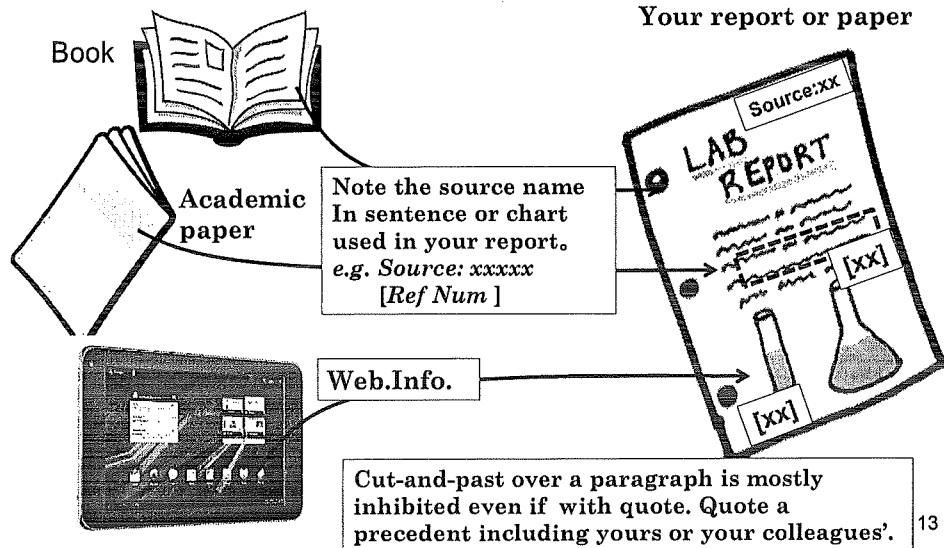 Your report or paper
Book
Source:xx
LAB
REPORT
Academic
paper
Note the source name
In sentence or chart
used in your report。
e.g. Source: xxxxx
[Ref Num ]
[xx]
Web.Info.
[xx]
Cut-and-past over a paragraph is mostly
inhibited even if with quote. Quote a
precedent including yours or your colleagues'.
13